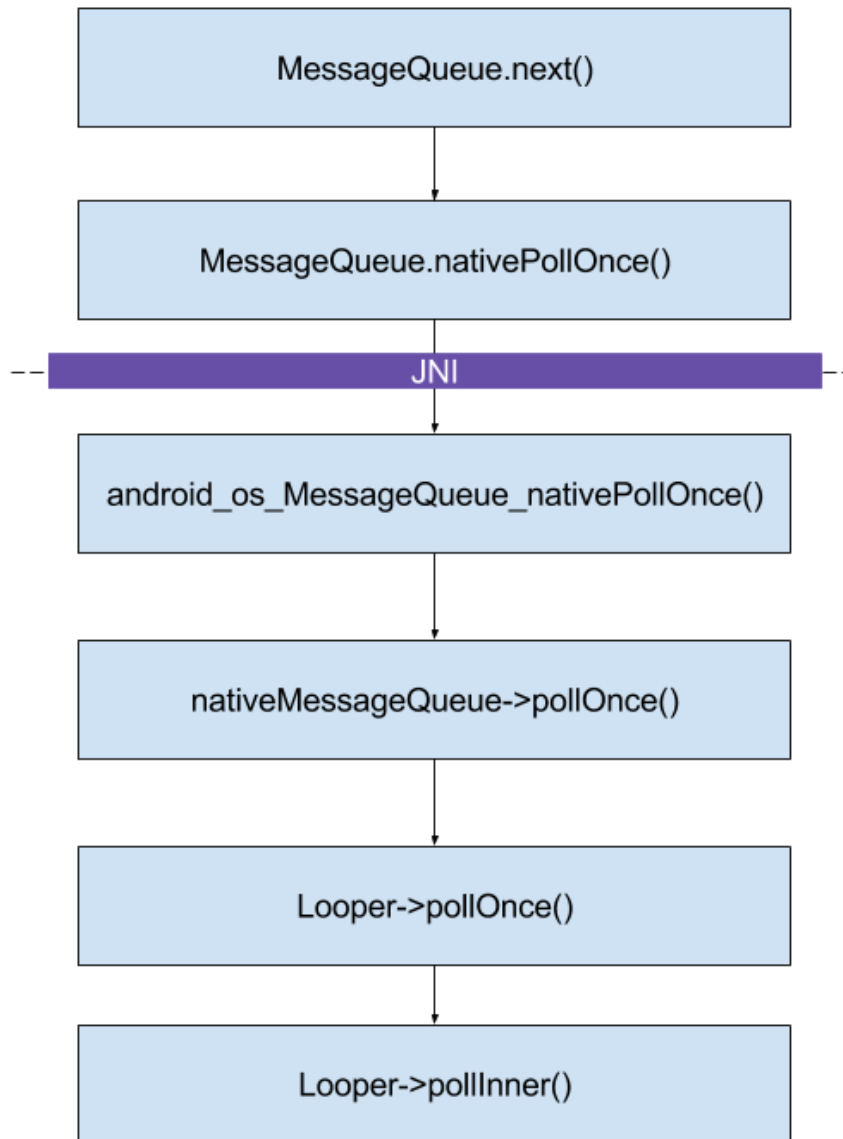 MessageQueue.next()
MessageQueue.nativePollOnce()
JNI
android_os_MessageQueue_nativePollOnce()
nativeMessageQueue->pollOnce()
Looper->pollOnce()
Looper->pollInner()